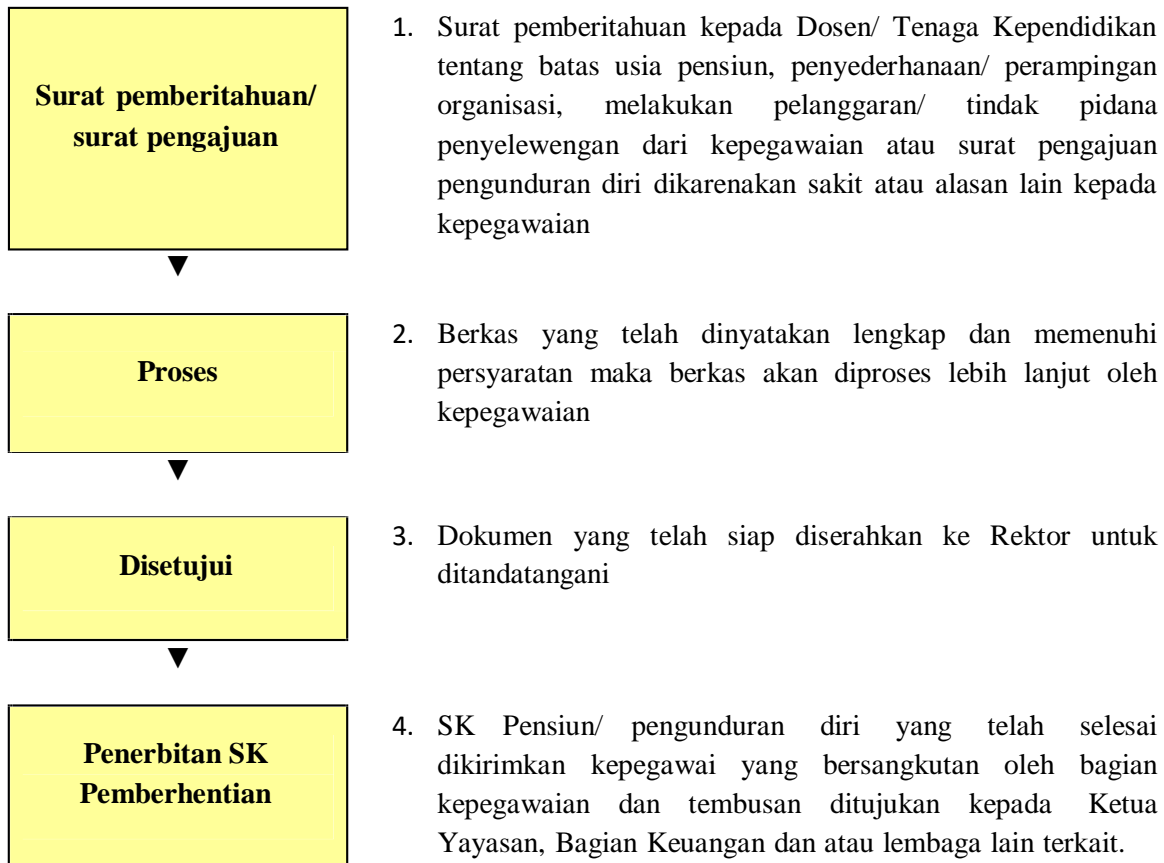 Surat pemberitahuan/
surat pengajuan
1. Surat pemberitahuan kepada Dosen/ Tenaga Kependidikan
tentang batas usia pensiun, penyederhanaan/ perampingan
organisasi, melakukan pelanggaran/ tindak pidana
penyelewengan dari kepegawaian atau surat pengajuan
pengunduran diri dikarenakan sakit atau alasan lain kepada
kepegawaian
▼
Proses
2. Berkas yang telah dinyatakan lengkap dan memenuhi
persyaratan maka berkas akan diproses lebih lanjut oleh
kepegawaian
▼
Disetujui
3. Dokumen yang telah siap diserahkan ke Rektor untuk
ditandatangani
▼
Penerbitan SK
Pemberhentian
4. SK Pensiun/ pengunduran diri yang telah selesai
dikirimkan kepegawai yang bersangkutan oleh bagian
kepegawaian dan tembusan ditujukan kepada Ketua
Yayasan, Bagian Keuangan dan atau lembaga lain terkait.